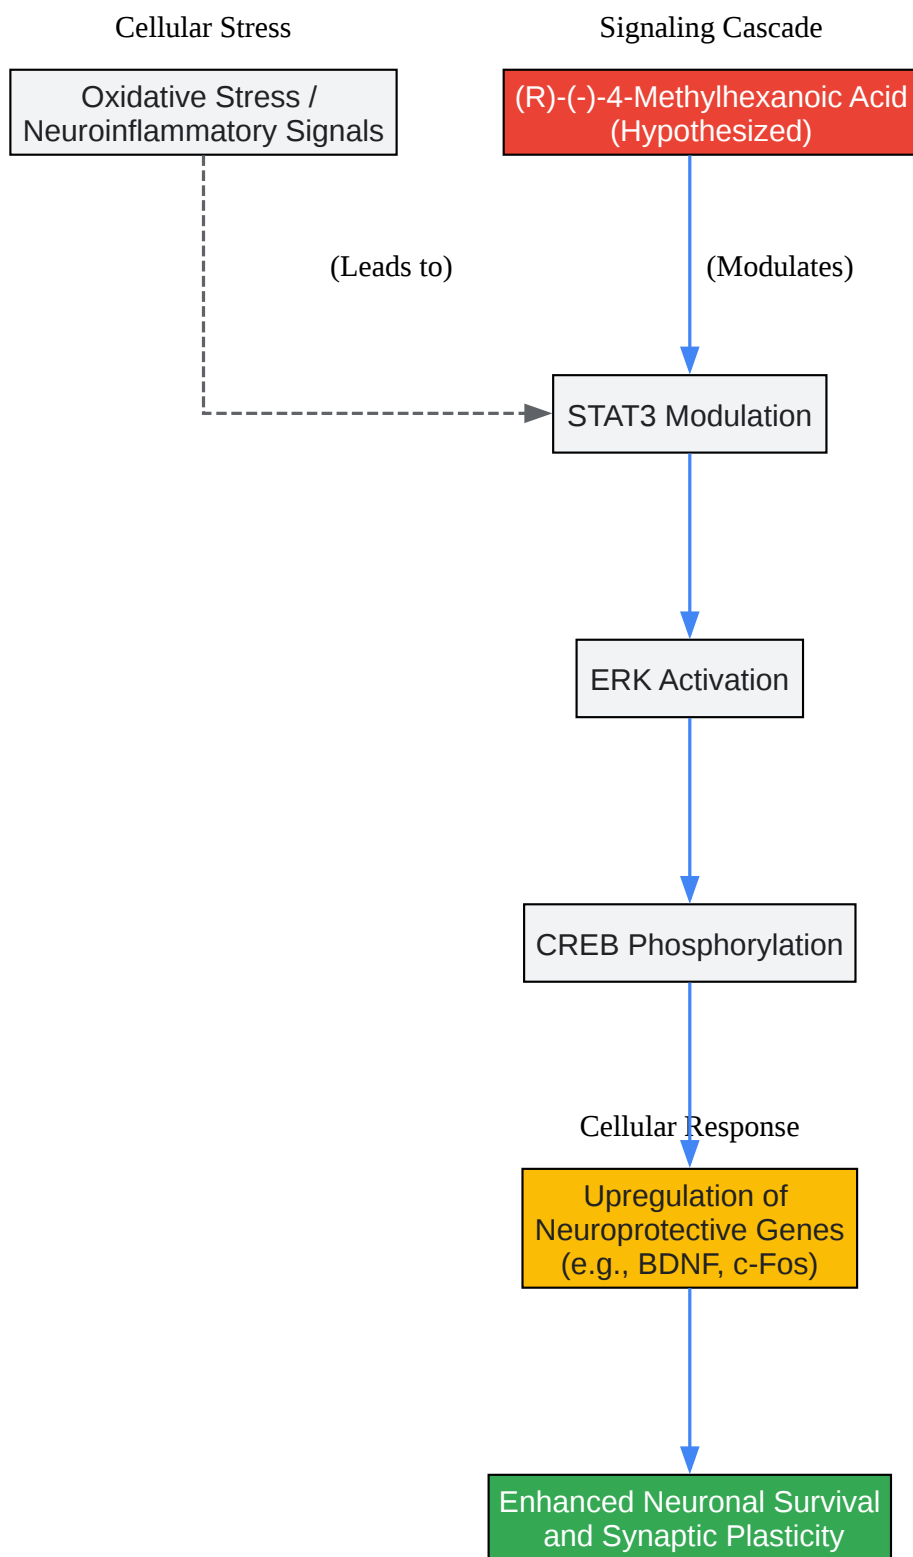 Cellular Stress
Signaling Cascade
Oxidative Stress /
Neuroinflammatory Signals
(R)-(-)-4-Methylhexanoic Acid
(Hypothesized)
(Leads to)
(Modulates)
STAT3 Modulation
ERK Activation
CREB Phosphorylation
Cellular Response
Upregulation of
Neuroprotective Genes
(e.g., BDNF, c-Fos)
Enhanced Neuronal Survival
and Synaptic Plasticity